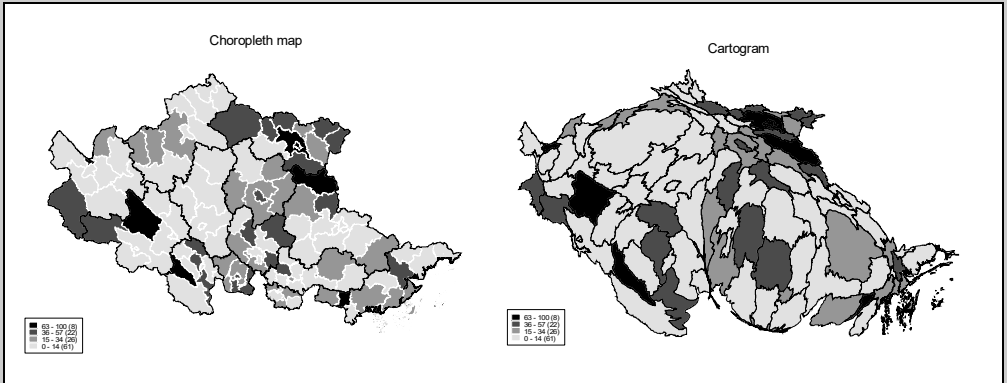 Choropleth map
Cartogram
63 - 100 (8)
36 - 57 (22)
15 - 34 (26)
0 - 14 (61)
63 - 100 (8)
36 - 57 (22)
15 - 34 (26)
0 - 14 (61)